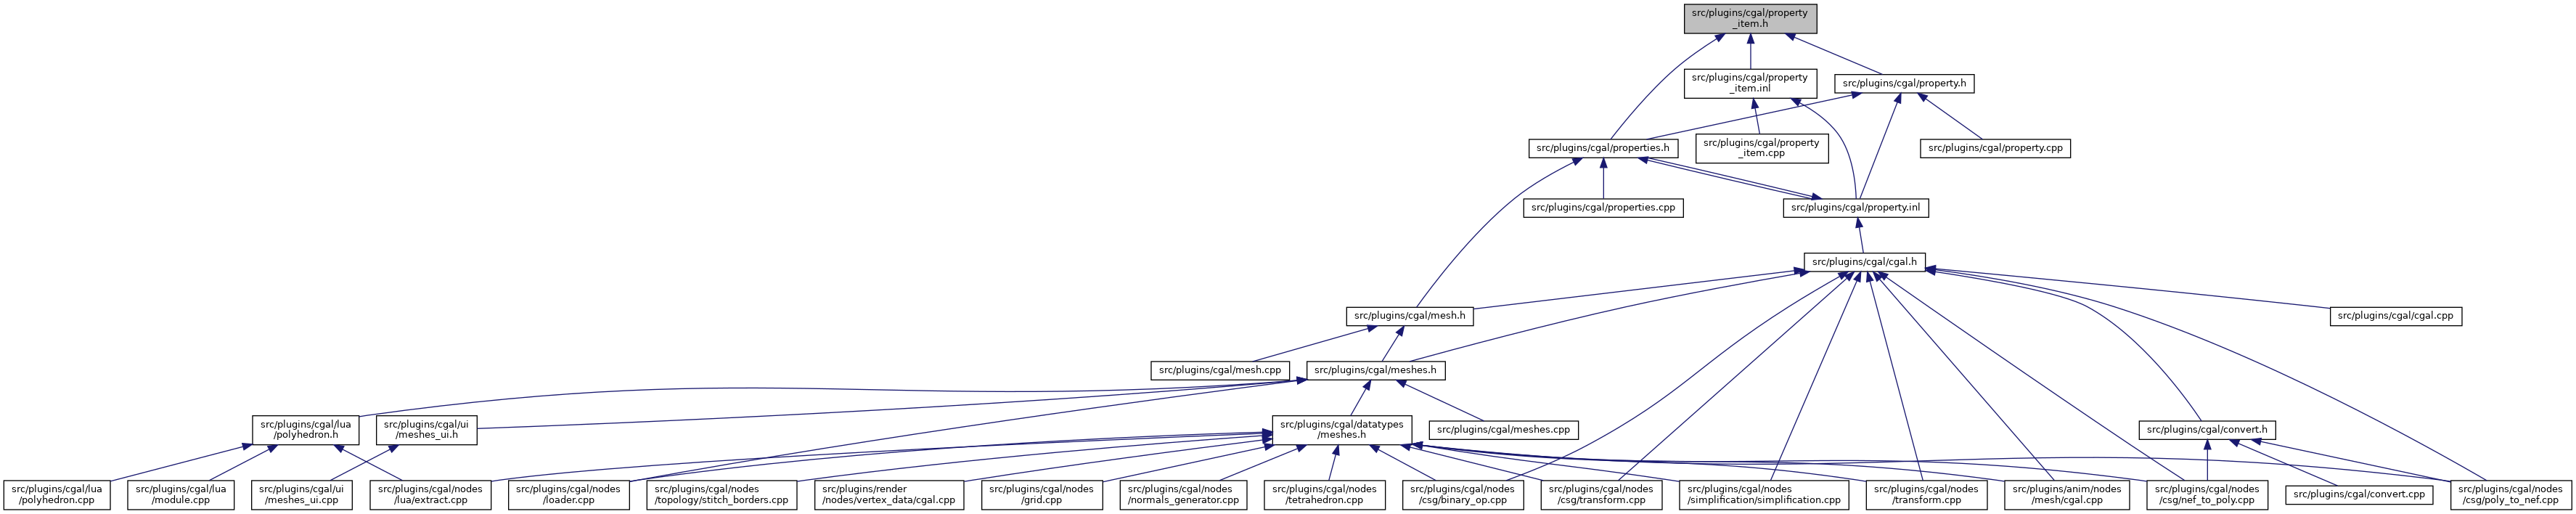 src/plugins/cgal/property
_item.h
src/plugins/cgal/property
_item.inl
src/plugins/cgal/property.h
src/plugins/cgal/properties.h
src/plugins/cgal/property
_item.cpp
src/plugins/cgal/property.cpp
src/plugins/cgal/properties.cpp
src/plugins/cgal/property.inl
src/plugins/cgal/cgal.h
src/plugins/cgal/mesh.h
src/plugins/cgal/cgal.cpp
src/plugins/cgal/mesh.cpp
src/plugins/cgal/meshes.h
src/plugins/cgal/lua
/polyhedron.h
src/plugins/cgal/ui
/meshes_ui.h
src/plugins/cgal/datatypes
/meshes.h
src/plugins/cgal/meshes.cpp
src/plugins/cgal/convert.h
src/plugins/cgal/lua
/polyhedron.cpp
src/plugins/cgal/lua
/module.cpp
src/plugins/cgal/ui
/meshes_ui.cpp
src/plugins/cgal/nodes
/lua/extract.cpp
src/plugins/cgal/nodes
/loader.cpp
src/plugins/cgal/nodes
/topology/stitch_borders.cpp
src/plugins/render
/nodes/vertex_data/cgal.cpp
src/plugins/cgal/nodes
/grid.cpp
src/plugins/cgal/nodes
/normals_generator.cpp
src/plugins/cgal/nodes
/tetrahedron.cpp
src/plugins/cgal/nodes
/csg/binary_op.cpp
src/plugins/cgal/nodes
/csg/transform.cpp
src/plugins/cgal/nodes
/simplification/simplification.cpp
src/plugins/cgal/nodes
/transform.cpp
src/plugins/anim/nodes
/mesh/cgal.cpp
src/plugins/cgal/nodes
/csg/nef_to_poly.cpp
src/plugins/cgal/convert.cpp
src/plugins/cgal/nodes
/csg/poly_to_nef.cpp